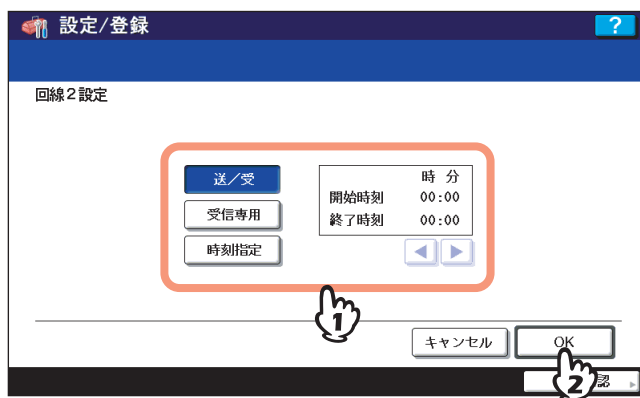 設定/登録
?
回線2設定
送/受
受信専用
時刻指定
時 分
開始時刻 00:00
終了時刻 00:00
1
キャンセル
OK
2
認